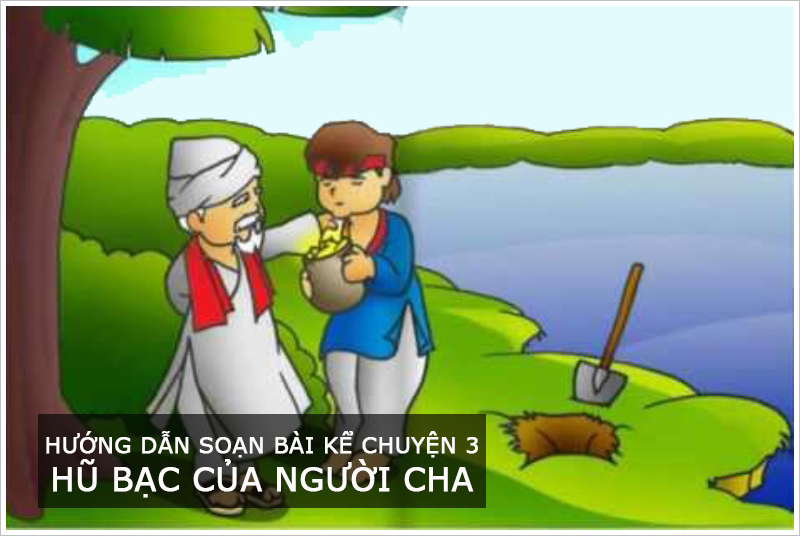 HƯỚNG DẪN SOẠN BÀI KỂ CHUYỆN 3
HŨ BẠC CỦA NGƯỜI CHA